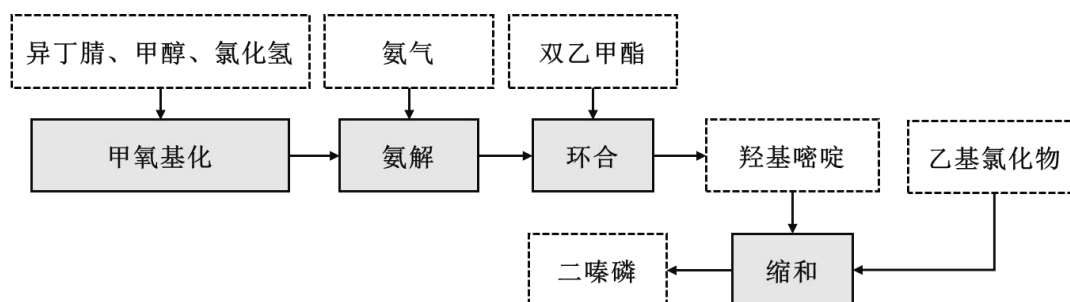 异丁腈、甲醇、氯化氢
氨气
双乙甲酯
甲氧基化
氨解
环合
羟基嘧啶
乙基氯化物
二嗪磷
缩和